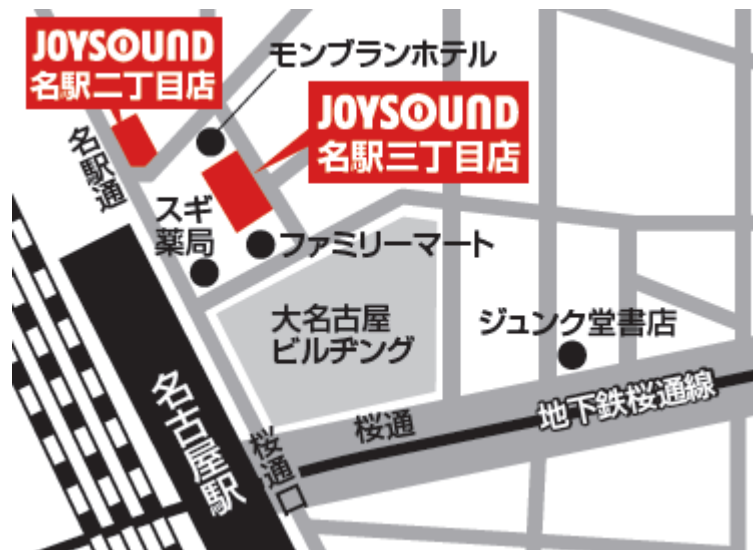 JOYSOUND
名駅二丁目店
モンブランホテル
JOYSOUND
名駅三丁目店
名駅通
スギ
薬局
ファミリーマート
大名古屋
ビルヂング
ジュンク堂書店
名古屋駅
桜通口
桜通
地下鉄桜通線